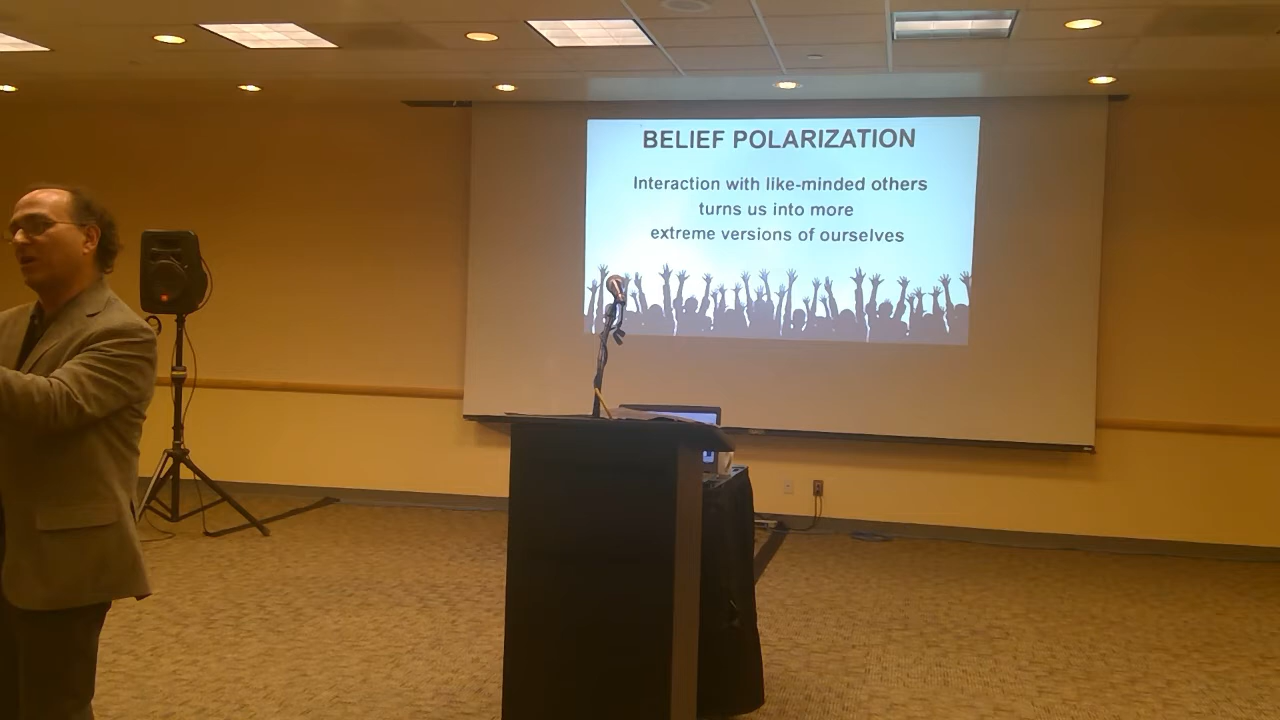 BELIEF POLARIZATION
Interaction with like-minded others
turns us into more
extreme versions of ourselves